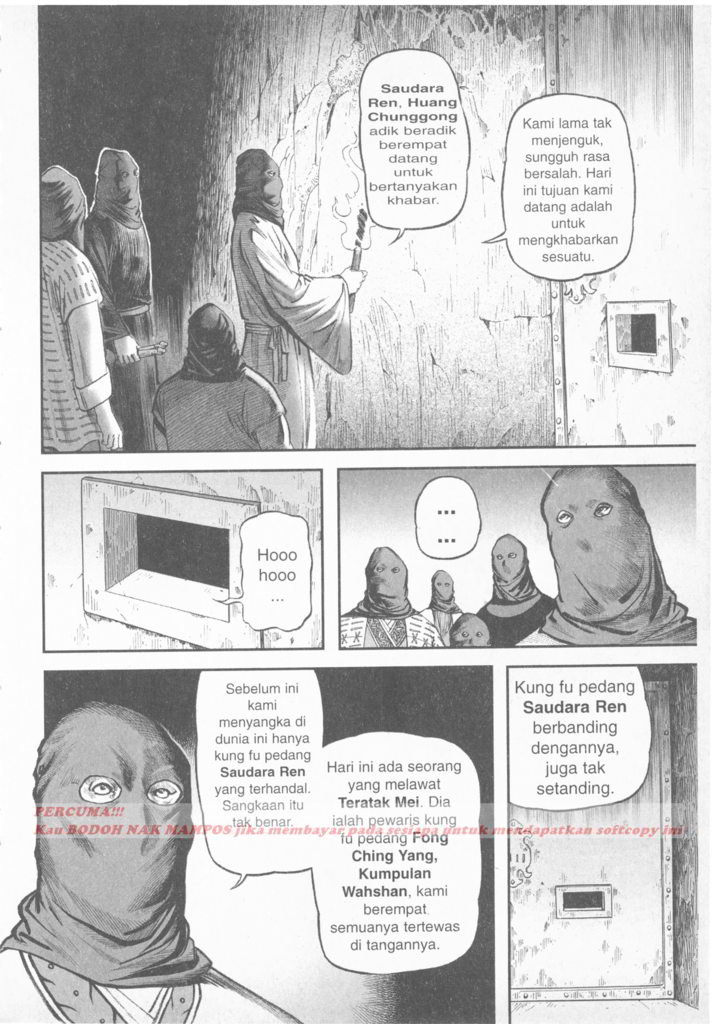 Saudara
Ren, Huang
Chunggong
adik beradik
berempat
datang
untuk
bertanyakan
khabar.
Kami lama tak
menjenguk,
sungguh rasa
bersalah. Hari
ini tujuan kami
datang adalah
untuk
mengkhabarkan
sesuatu.
Hooo
hooo
...
...
...
Sebelum ini
kami
menyangka di
dunia ini hanya
kung fu pedang
Saudara Ren
yang terhandal.
Sangkaan itu
tak benar.
Hari ini ada seorang
yang melawat
Teratak Mei. Dia
ialah pewaris kung
fu pedang Fong
Ching Yang,
Kumpulan
Wahshan, kami
berempat
semuanya tertewas
di tangannya.
Kung fu pedang
Saudara Ren
berbanding
dengannya,
juga tak
setanding.
PERCUMA!!!
Kau BODOH NAK MAMPOS jika membayar pada sesiapa untuk mendapatkan softcopy ini